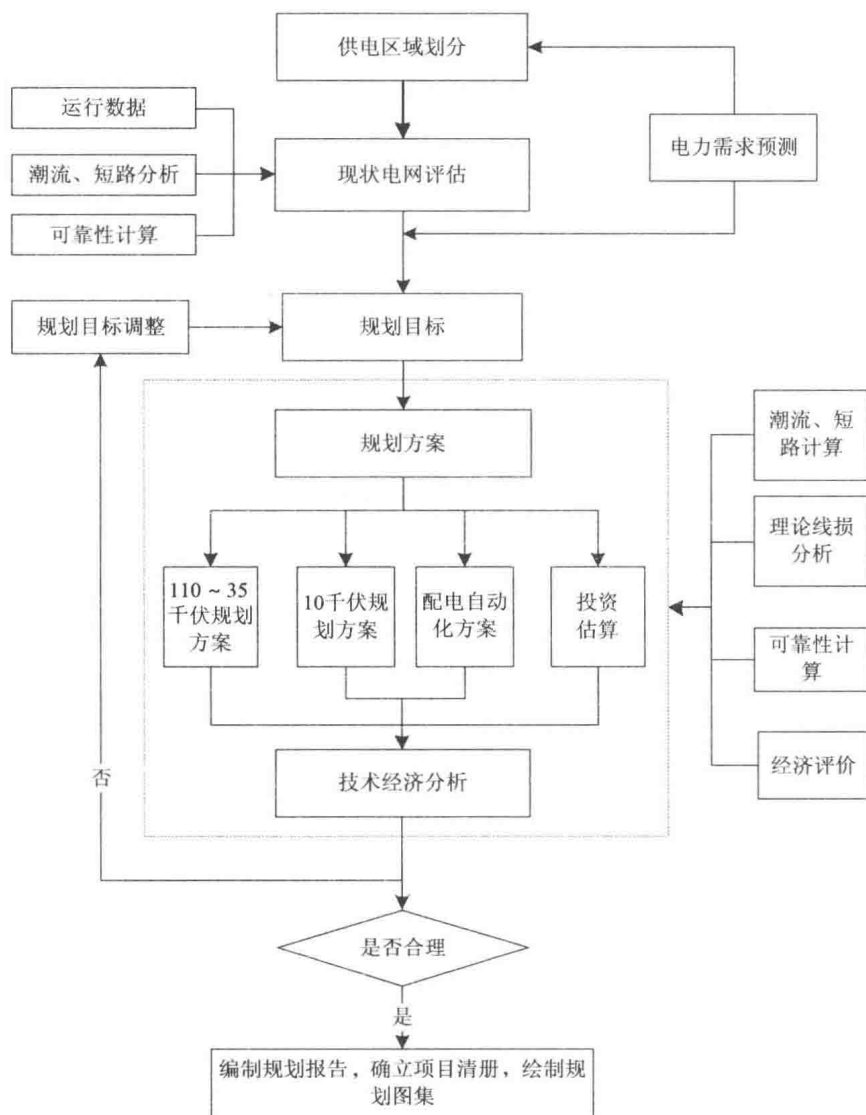 供电区域划分
运行数据
电力需求预测
潮流、短路分析
现状电网评估
可靠性计算
规划目标调整
规划目标
规划方案
潮流、短
路计算
理论线损
分析
110~35
千伏规划
方案
10千伏规
划方案
配电自动
化方案
投资
估算
可靠性计
算
技术经济分析
经济评价
否
是否合理
是
编制规划报告，确立项目清册，绘制规
划图集